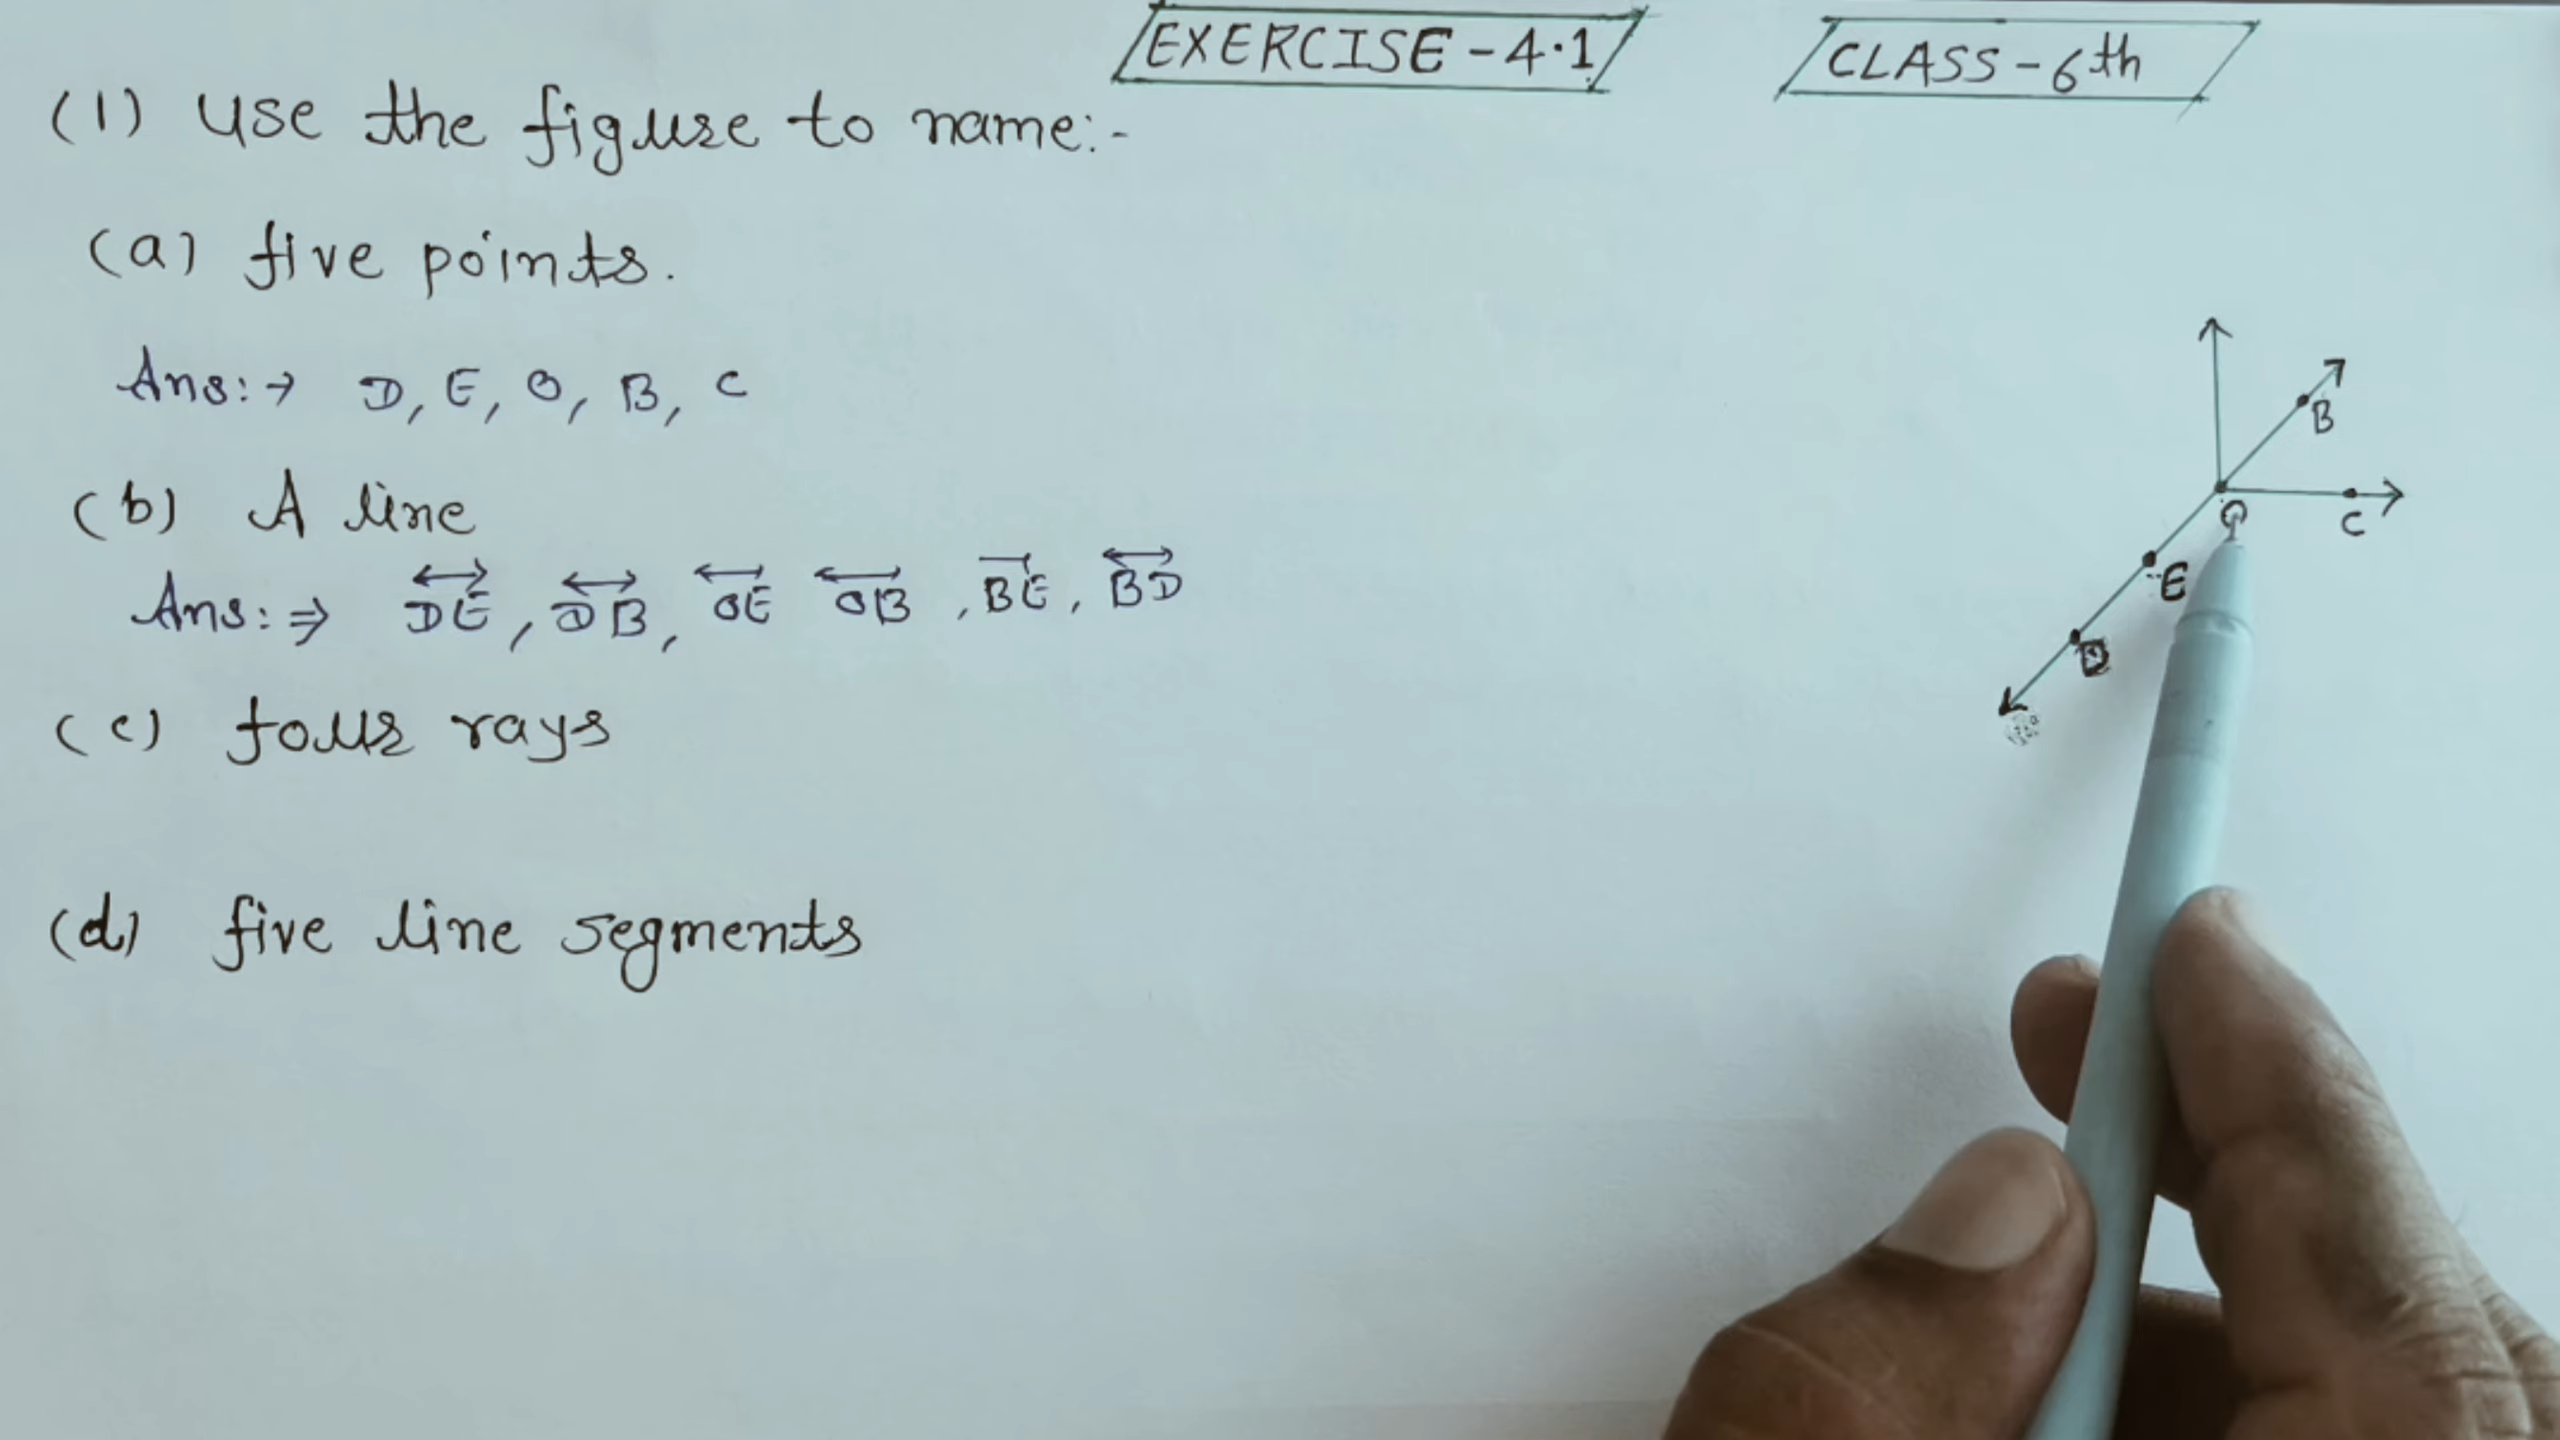 EXERCISE - 4.1
CLASS - 6th
(1) Use the figure to name:-
(a) five points.
Ans:→ D, E, O, B, C
(b) A line
Ans:⇒ DE, DB, OE OB, BE, BD
(c) four rays
(d) five line segments
B
O
C
E
D